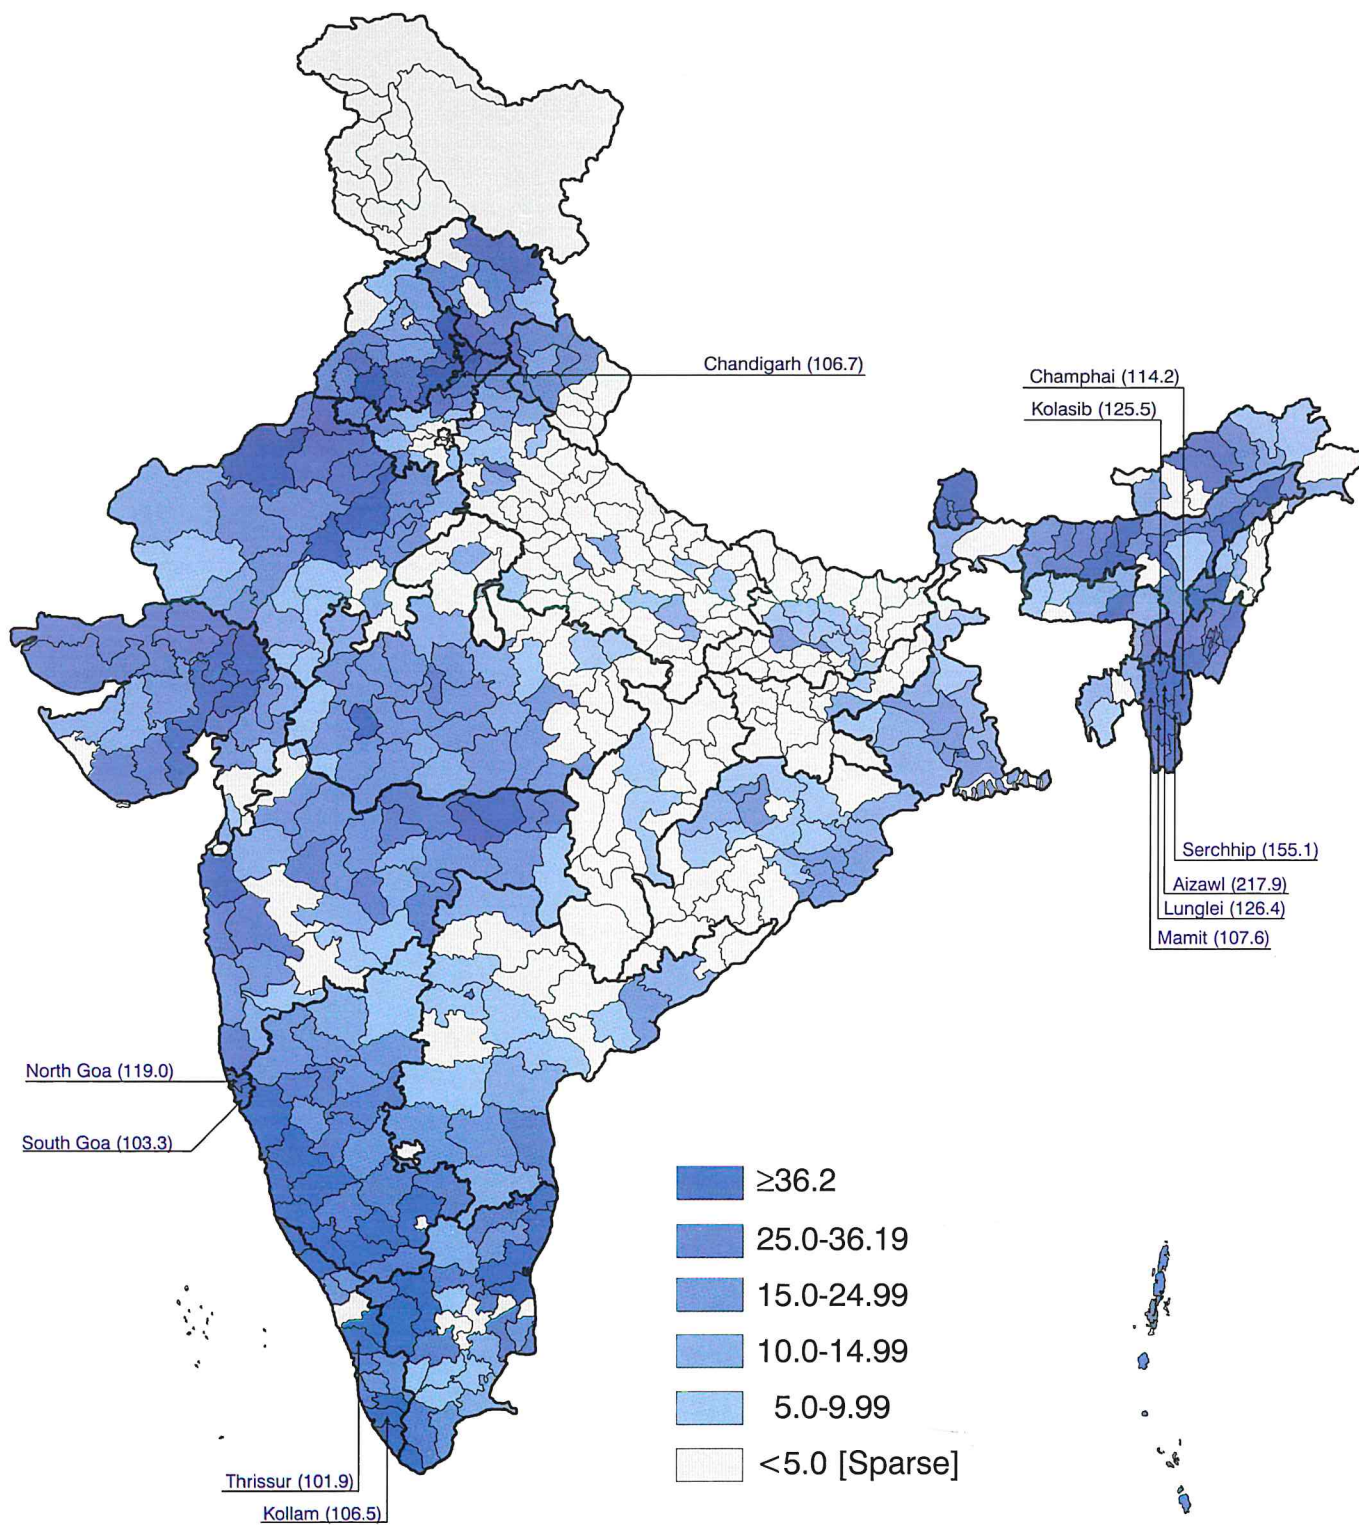 Chandigarh (106.7)
Champhai (114.2)
Kolasib (125.5)
Serchhip (155.1)
Aizawl (217.9)
Lunglei (126.4)
Mamit (107.6)
North Goa (119.0)
South Goa (103.3)
≥36.2
25.0-36.19
15.0-24.99
10.0-14.99
5.0-9.99
<5.0 [Sparse]
Thrissur (101.9)
Kollam (106.5)